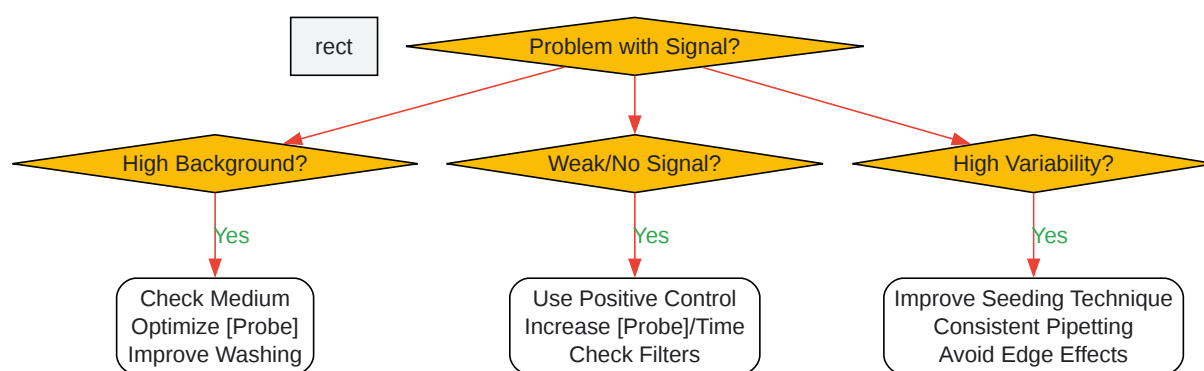 rect
Problem with Signal?
High Background?
Weak/No Signal?
High Variability?
Yes
Yes
Yes
Check Medium
Optimize [Probe]
Improve Washing
Use Positive Control
Increase [Probe]/Time
Check Filters
Improve Seeding Technique
Consistent Pipetting
Avoid Edge Effects